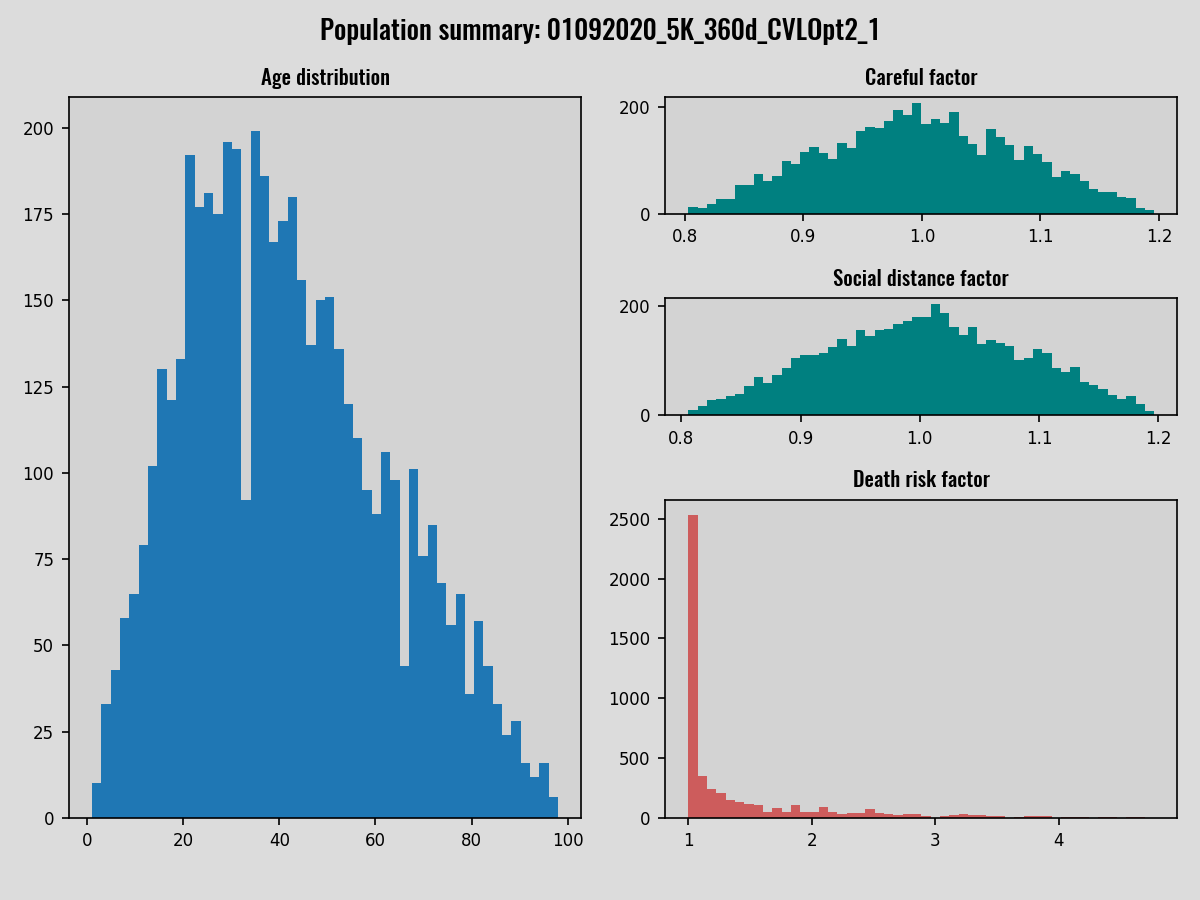 Population summary: 01092020_5K_360d_CVLOpt2_1
Age distribution
200
175
150
125
100
75
50
25
0
0 20 40 60 80 100
Careful factor
200
0
0.8 0.9 1.0 1.1 1.2
Social distance factor
200
0
0.8 0.9 1.0 1.1 1.2
Death risk factor
2500
2000
1500
1000
500
0
1 2 3 4